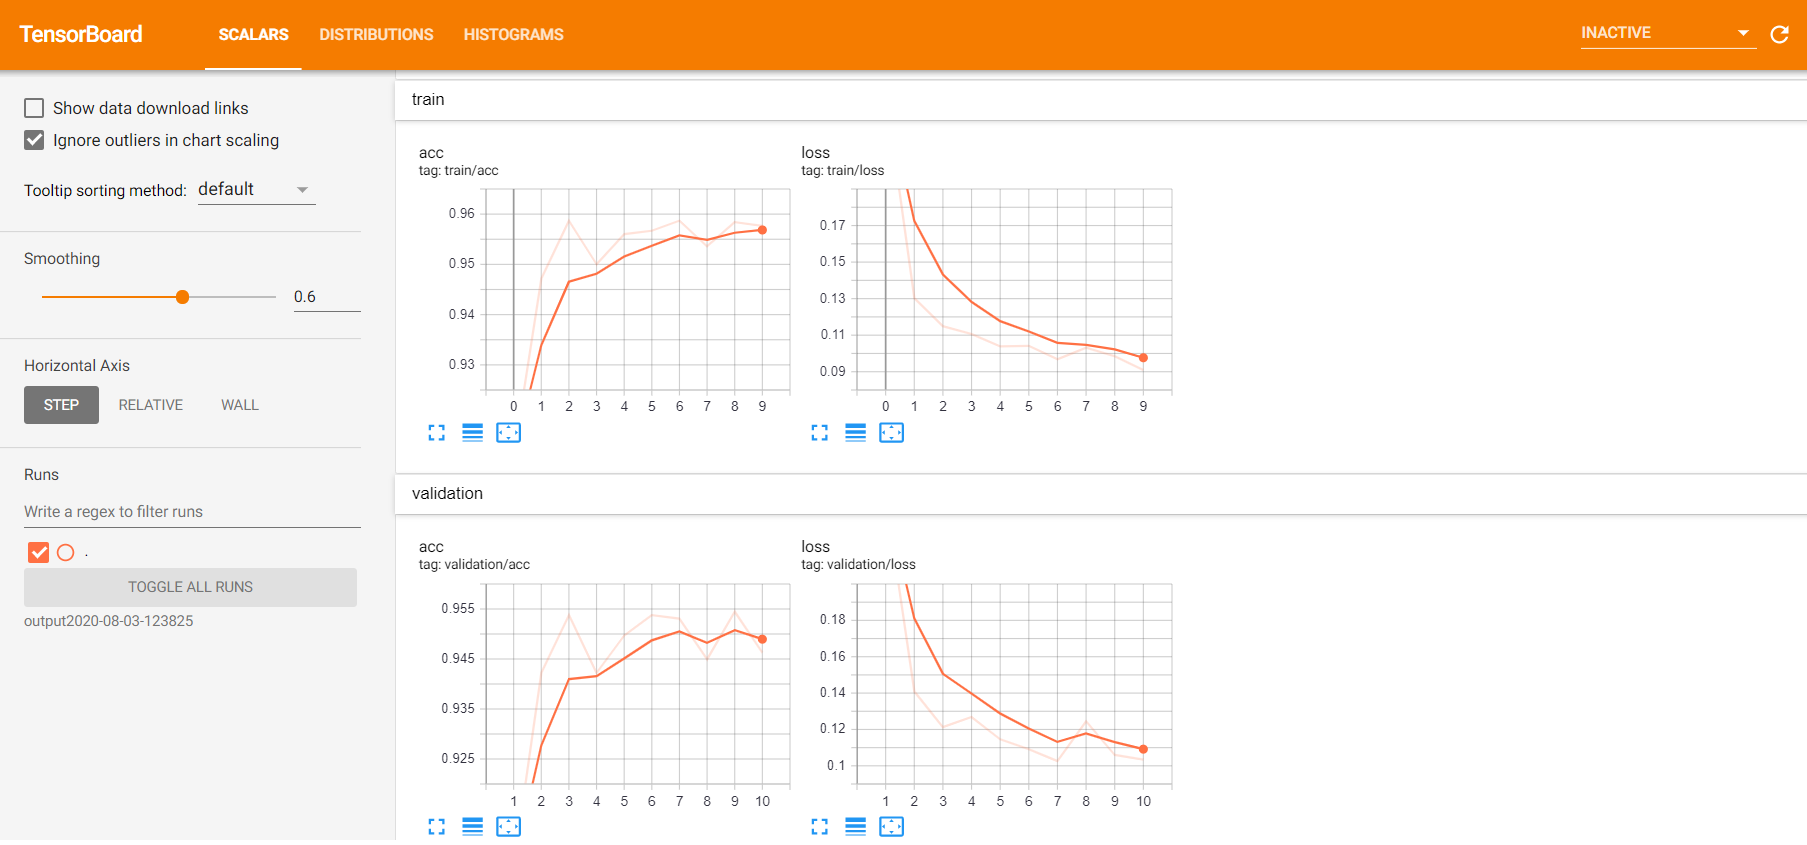 TensorBoard SCALARS DISTRIBUTIONS HISTOGRAMS INACTIVE
Show data download links
Ignore outliers in chart scaling
Tooltip sorting method: default
Smoothing
0.6
Horizontal Axis
STEP RELATIVE WALL
Runs
Write a regex to filter runs
.
TOGGLE ALL RUNS
output2020-08-03-123825
train
acc
tag: train/acc
0.96
0.95
0.94
0.93
0 1 2 3 4 5 6 7 8 9
loss
tag: train/loss
0.17
0.15
0.13
0.11
0.09
0 1 2 3 4 5 6 7 8 9
validation
acc
tag: validation/acc
0.955
0.945
0.935
0.925
1 2 3 4 5 6 7 8 9 10
loss
tag: validation/loss
0.18
0.16
0.14
0.12
0.1
1 2 3 4 5 6 7 8 9 10